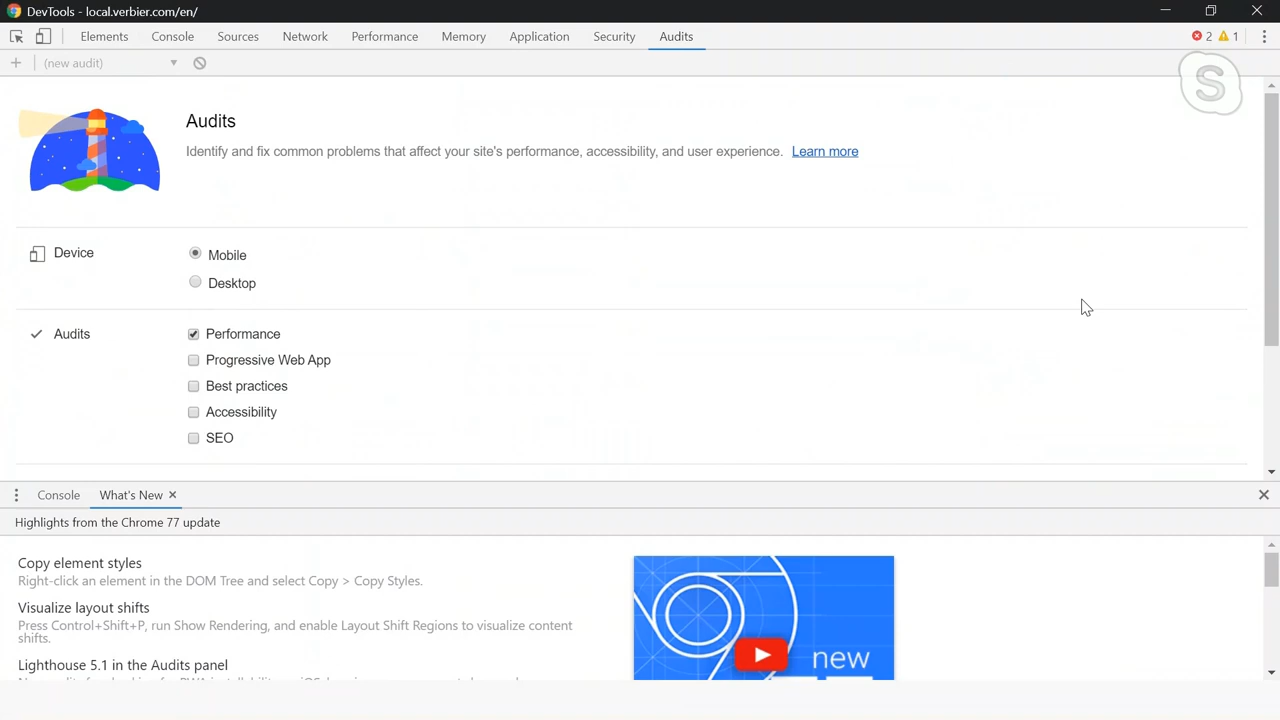 DevTools - local.verbier.com/en/
Elements Console Sources Network Performance Memory Application Security Audits 2 1
(new audit)
S
Audits
Identify and fix common problems that affect your site's performance, accessibility, and user experience. Learn more
Device
Mobile
Desktop
Audits
Performance
Progressive Web App
Best practices
Accessibility
SEO
Console What's New
Highlights from the Chrome 77 update
Copy element styles
Right-click an element in the DOM Tree and select Copy > Copy Styles.
Visualize layout shifts
Press Control+Shift+P, run Show Rendering, and enable Layout Shift Regions to visualize content
shifts.
Lighthouse 5.1 in the Audits panel
new